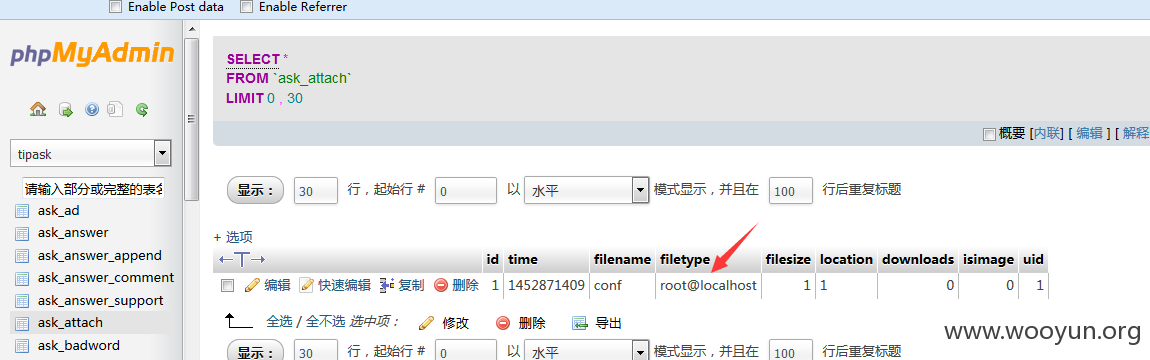 Enable Post data Enable Referrer
phpMyAdmin
tipask
请输入部分或完整的表名
ask_ad
ask_answer
ask_answer_append
ask_answer_comment
ask_answer_support
ask_attach
ask_badword
SELECT *
FROM `ask_attach`
LIMIT 0 , 30
概要 [内联] [ 编辑 ] [ 解释
显示： 30 行，起始行 # 0 以 水平 模式显示，并且在 100 行后重复标题
+ 选项
←T→ id time filename filetype filesize location downloads isimage uid
编辑 快速编辑 复制 删除 1 1452871409 conf root@localhost 1 1 0 0 1
全选 / 全不选 选中项： 修改 删除 导出
显示： 30 行，起始行 # 0 以 水平 模式显示，并且在 100 行后重复标题
www.wooyun.org